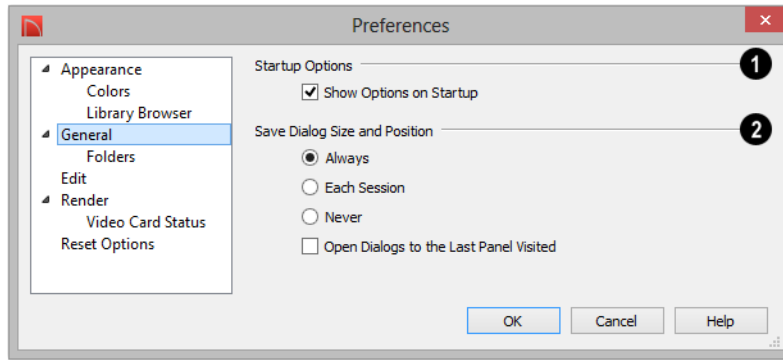 Preferences
Appearance
Colors
Library Browser
General
Folders
Edit
Render
Video Card Status
Reset Options
Startup Options
1
Show Options on Startup
Save Dialog Size and Position
2
Always
Each Session
Never
Open Dialogs to the Last Panel Visited
OK
Cancel
Help